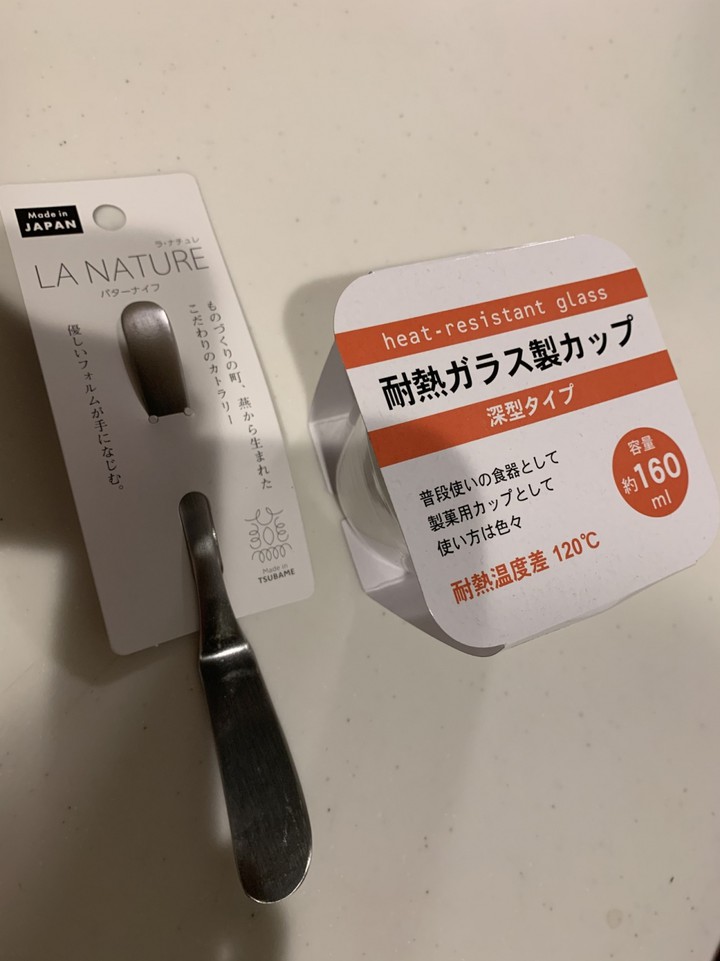 Made in
JAPAN
ラ・ナチュレ
LA NATURE
バターナイフ
ものづくりの町、燕から生まれた
こだわりのカトラリー
優しいフォルムが手になじむ。
Made in
TSUBAME
heat-resistant glass
耐熱ガラス製カップ
深型タイプ
普段使いの食器として
製菓用カップとして
使い方は色々
容量
約160
ml
耐熱温度差 120℃